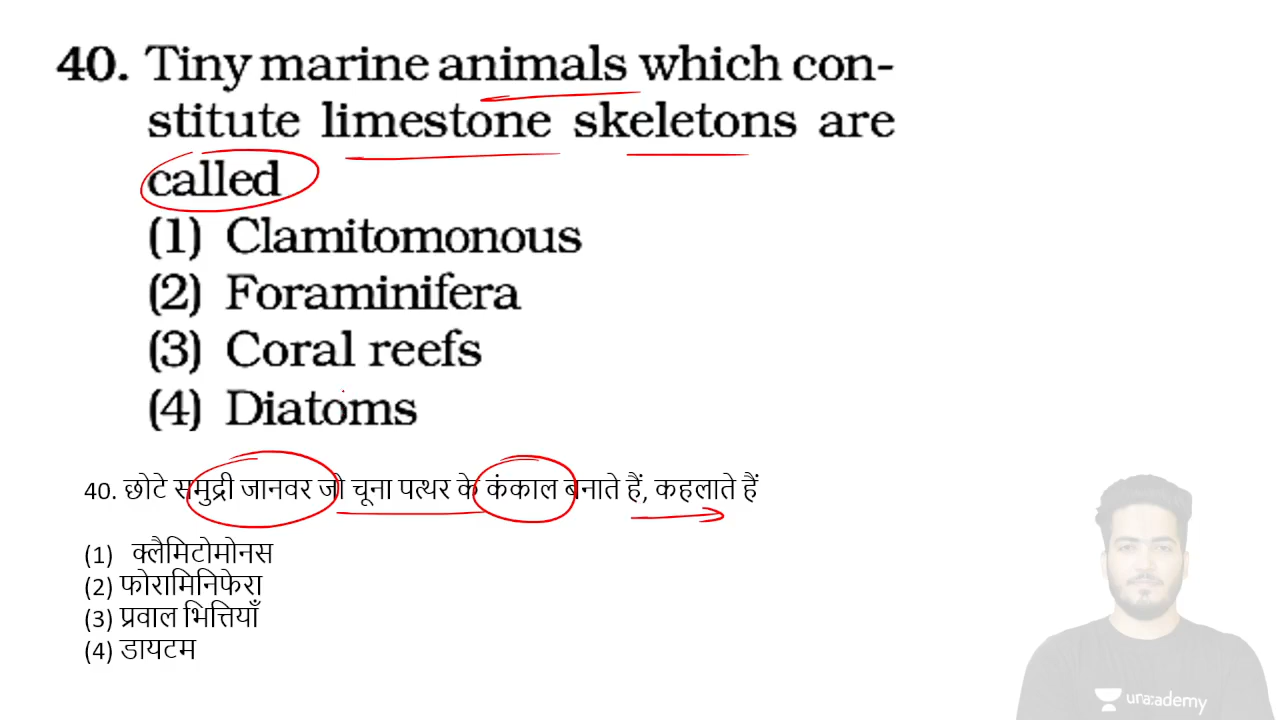 40. Tiny marine animals which con-
stitute limestone skeletons are
called
(1) Clamitomonous
(2) Foraminifera
(3) Coral reefs
(4) Diatoms
40. छोटे समुद्री जानवर जो चूना पत्थर के कंकाल बनाते हैं, कहलाते हैं
(1) क्लैमिटोमोनस
(2) फोरामिनिफेरा
(3) प्रवाल भित्तियाँ
(4) डायटम
unacademy